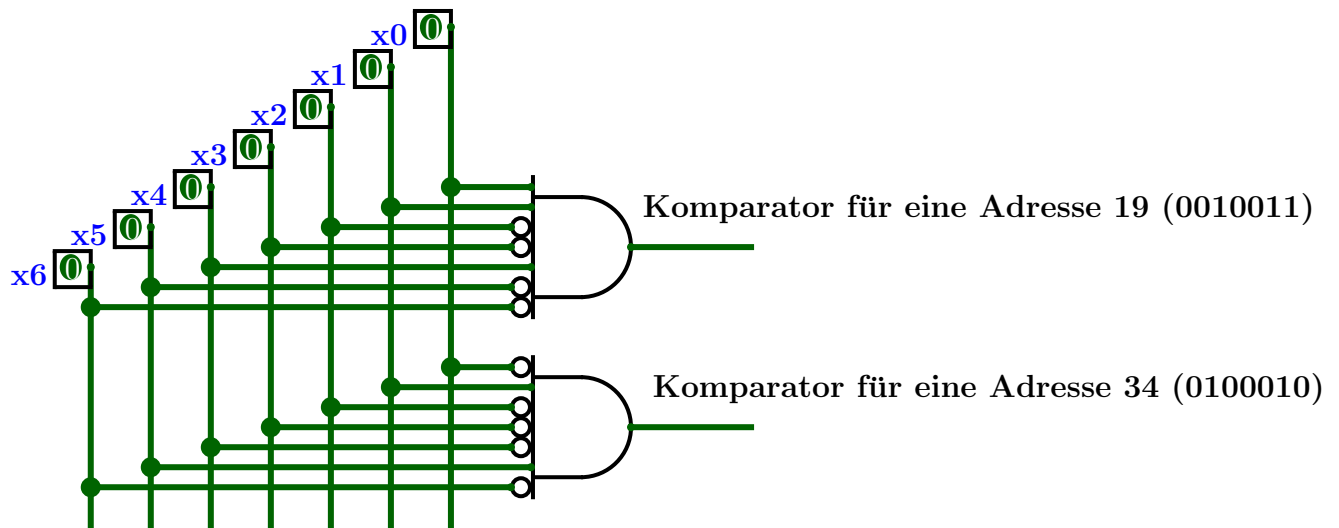 x0 0
x1 0
x2 0
x3 0
x4 0
x5 0
x6 0
Komparator für eine Adresse 19 (0010011)
Komparator für eine Adresse 34 (0100010)